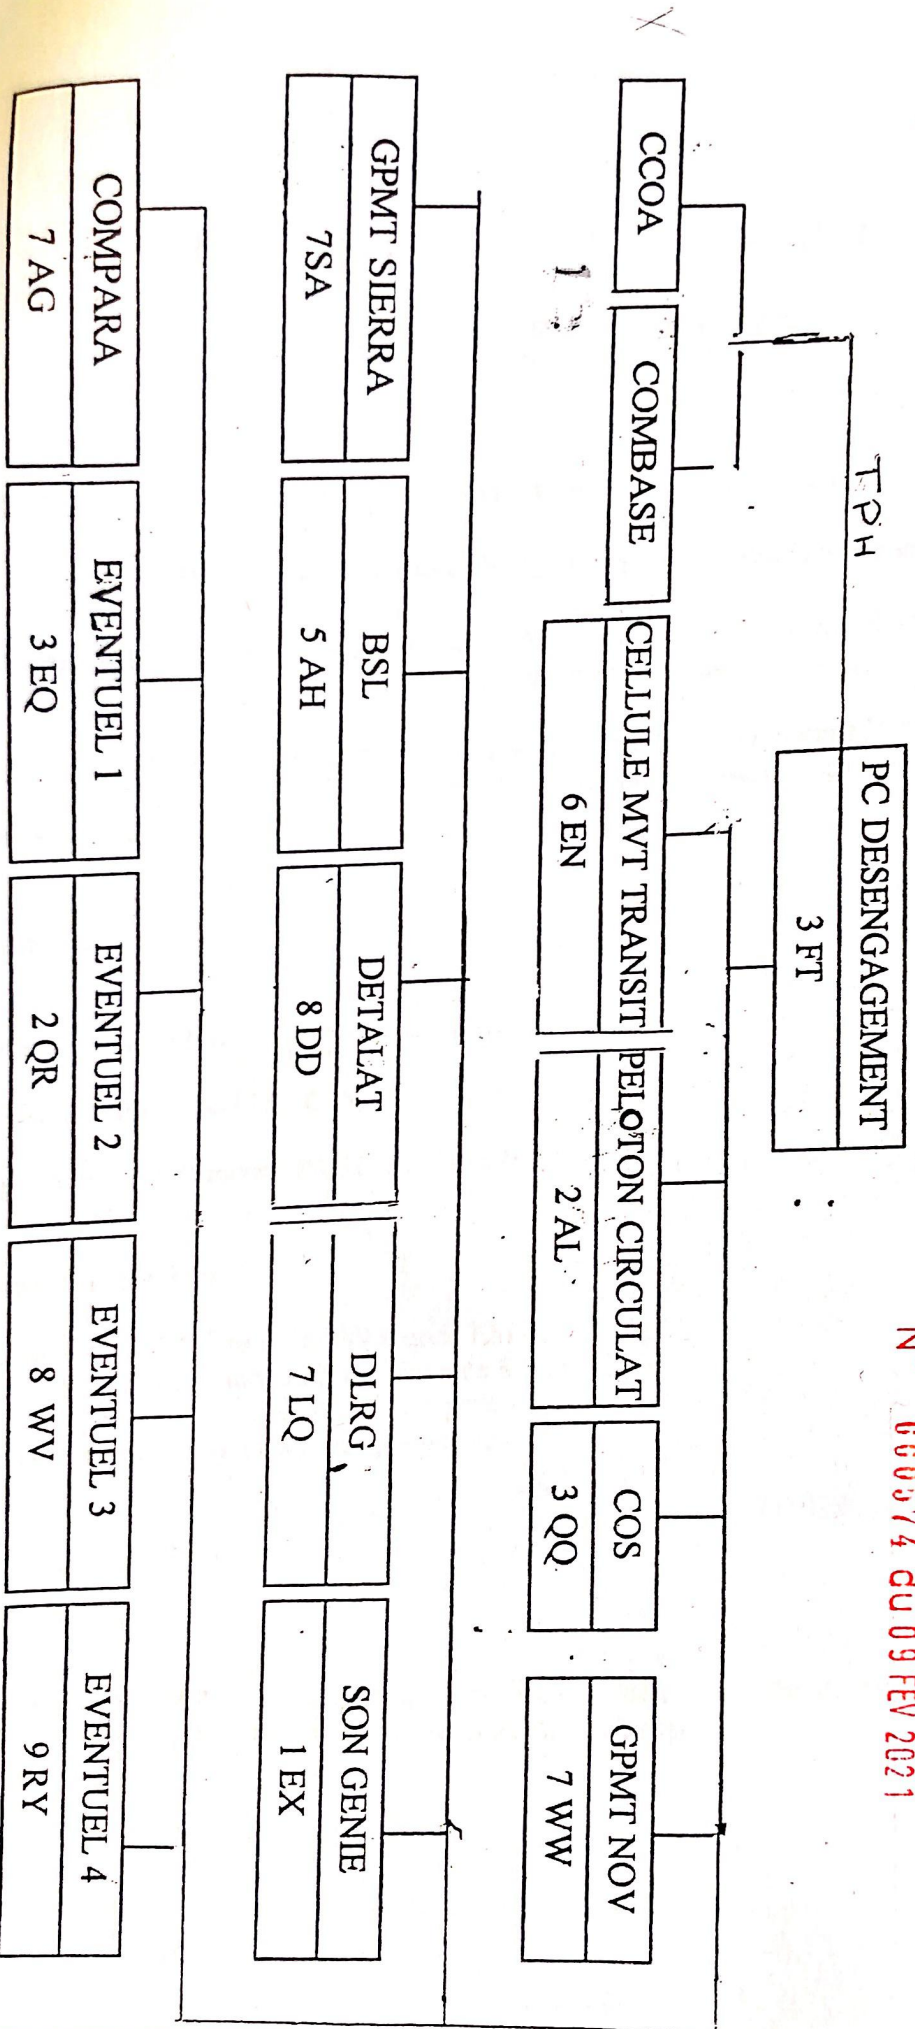 N° 000574 du 09 FEV 2021
PC DESENGAGEMENT
3 FT
TPH
CCOA
COMBASE
CELLULE MVT TRANSIT
6 EN
PELOTON CIRCULAT
2 AL
COS
3 QQ
GPMT NOV
7 WW
GPMT SIERRA
7SA
BSL
5 AH
DETALAT
8 DD
DLRG
7 LQ
SON GENIE
1 EX
COMPARA
7 AG
EVENTUEL 1
3 EQ
EVENTUEL 2
2 QR
EVENTUEL 3
8 WV
EVENTUEL 4
9 RY